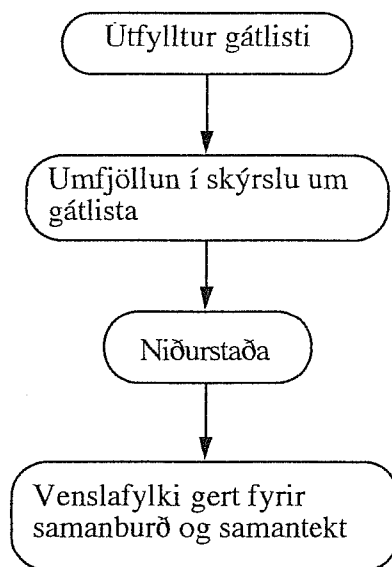 Útfylltur gátlisti
Umfjöllun í skýrslu um
gátlista
Niðurstaða
Venslafylki gert fyrir
samanburð og samantekt